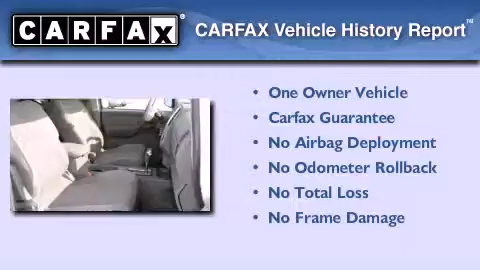 CARFAX® CARFAX Vehicle History Report™
• One Owner Vehicle
• Carfax Guarantee
• No Airbag Deployment
• No Odometer Rollback
• No Total Loss
• No Frame Damage